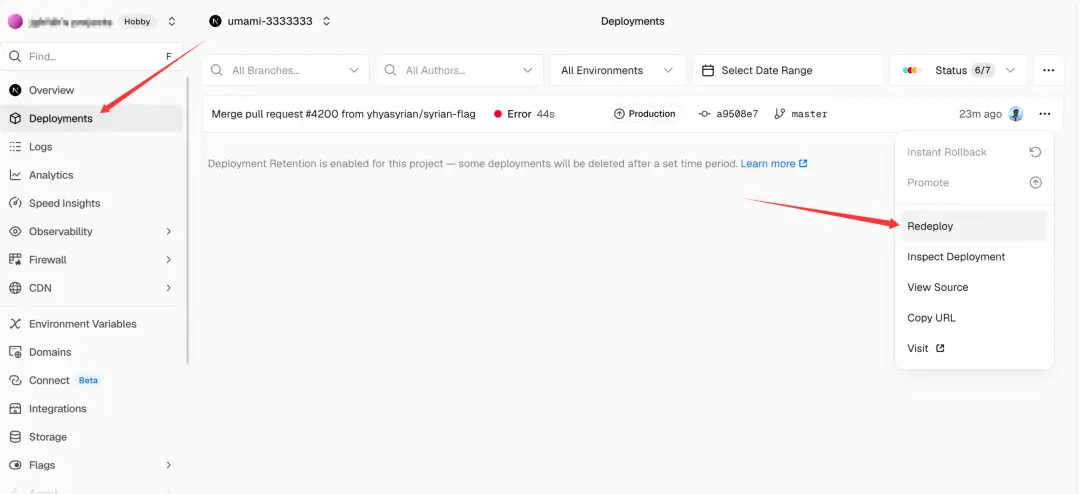 Hobby
umami-3333333
Deployments
Find...
F
All Branches...
All Authors...
All Environments
Select Date Range
Status 6/7
Overview
Deployments
Logs
Analytics
Speed Insights
Observability
Firewall
CDN
Environment Variables
Domains
Connect Beta
Integrations
Storage
Flags
Merge pull request #4200 from yhyasyrian/syrian-flag
Error 44s
Production
a9508e7
master
23m ago
Deployment Retention is enabled for this project — some deployments will be deleted after a set time period. Learn more
Instant Rollback
Promote
Redeploy
Inspect Deployment
View Source
Copy URL
Visit